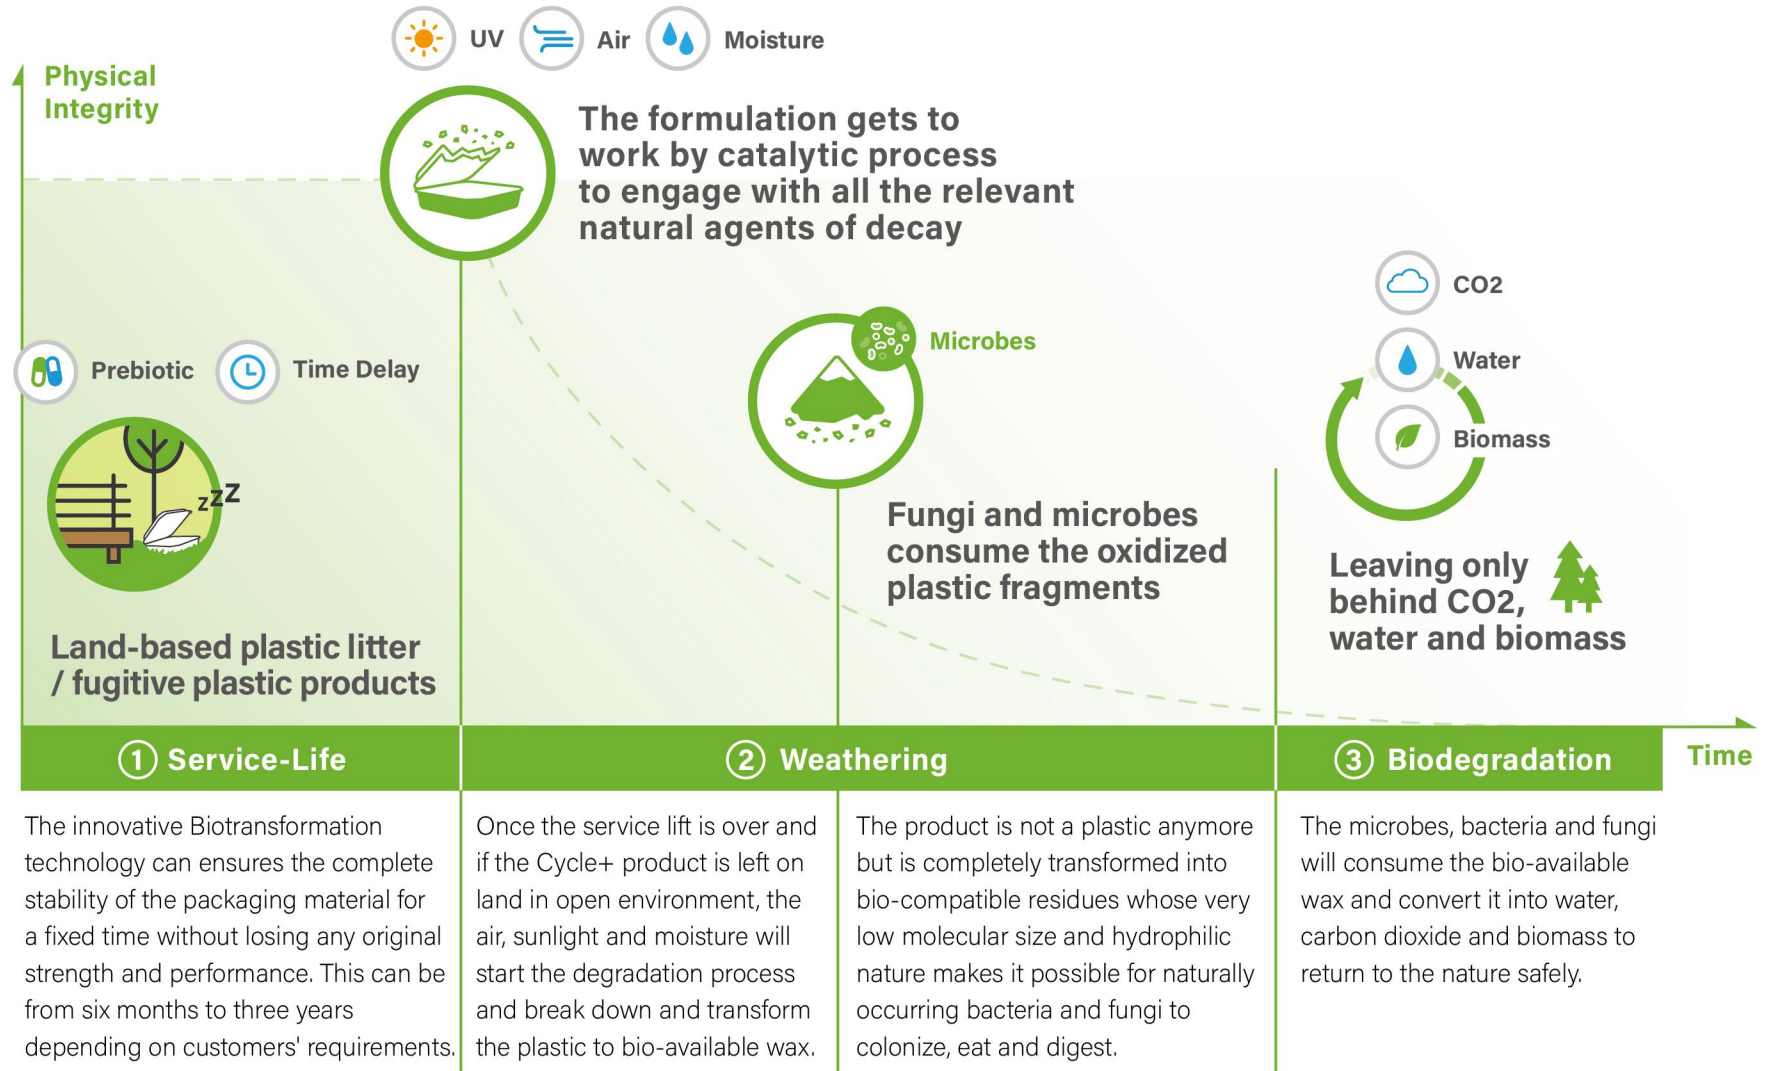 UV
Air
Moisture
Physical
Integrity
The formulation gets to
work by catalytic process
to engage with all the relevant
natural agents of decay
CO2
Water
Biomass
Microbes
Prebiotic
Time Delay
zZZ
Fungi and microbes
consume the oxidized
plastic fragments
Leaving only
behind CO2,
water and biomass
Land-based plastic litter
/ fugitive plastic products
1 Service-Life
2 Weathering
3 Biodegradation
Time
The innovative Biotransformation
technology can ensures the complete
stability of the packaging material for
a fixed time without losing any original
strength and performance. This can be
from six months to three years
depending on customers' requirements.
Once the service lift is over and
if the Cycle+ product is left on
land in open environment, the
air, sunlight and moisture will
start the degradation process
and break down and transform
the plastic to bio-available wax.
The product is not a plastic anymore
but is completely transformed into
bio-compatible residues whose very
low molecular size and hydrophilic
nature makes it possible for naturally
occurring bacteria and fungi to
colonize, eat and digest.
The microbes, bacteria and fungi
will consume the bio-available
wax and convert it into water,
carbon dioxide and biomass to
return to the nature safely.